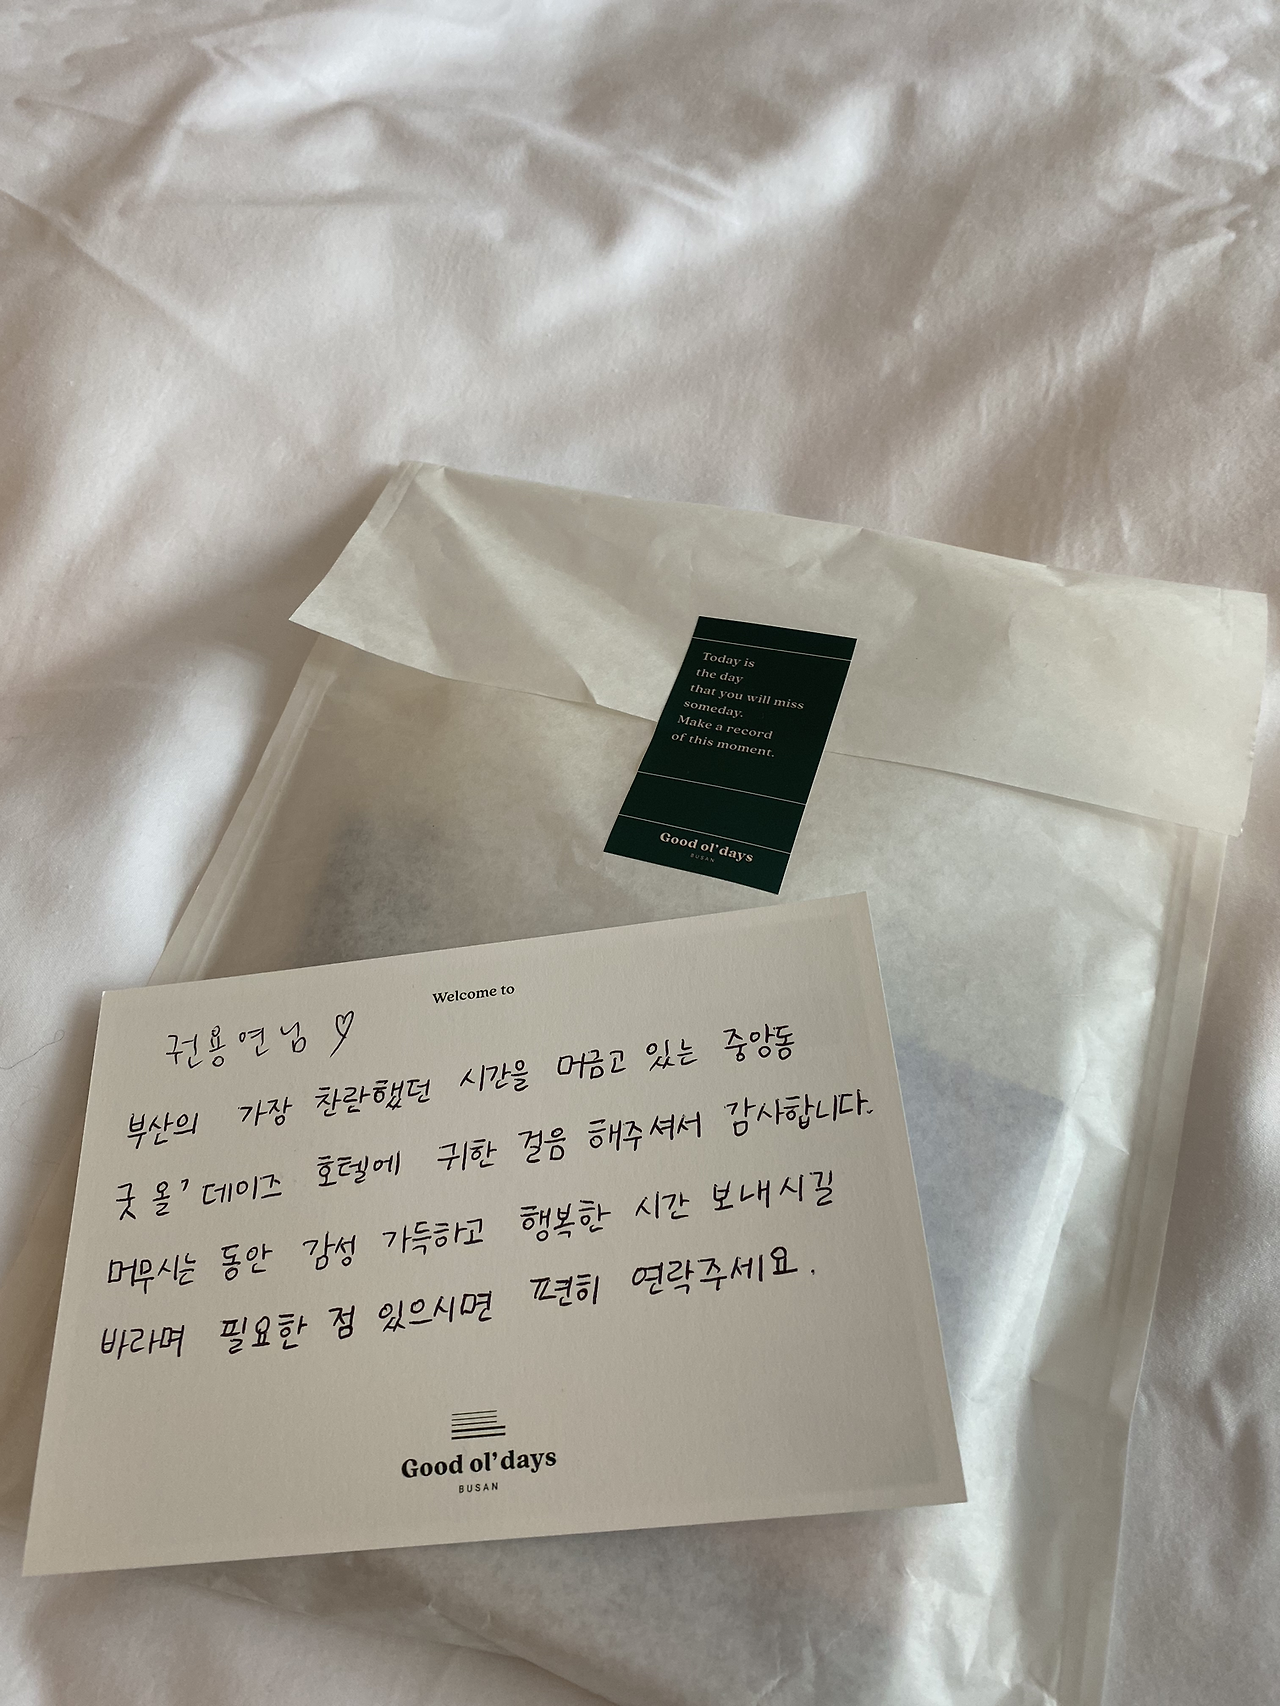 Today is
the day
that you will miss
someday.
Make a record
of this moment.
Good ol' days
BUSAN
Welcome to
권용연님 ♡
부산의 가장 찬란했던 시간을 머금고 있는 중앙동
굿 올' 데이즈 호텔에 귀한 걸음 해주셔서 감사합니다.
머무시는 동안 감성 가득하고 행복한 시간 보내시길
바라며 필요한 점 있으시면 편히 연락주세요.
Good ol' days
BUSAN